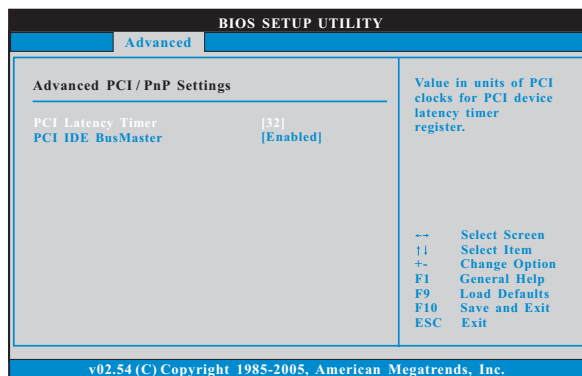 BIOS SETUP UTILITY
Advanced
Advanced PCI / PnP Settings
PCI Latency Timer [32]
PCI IDE BusMaster [Enabled]
Value in units of PCI
clocks for PCI device
latency timer
register.
←→ Select Screen
↑↓ Select Item
+- Change Option
F1 General Help
F9 Load Defaults
F10 Save and Exit
ESC Exit
v02.54 (C) Copyright 1985-2005, American Megatrends, Inc.